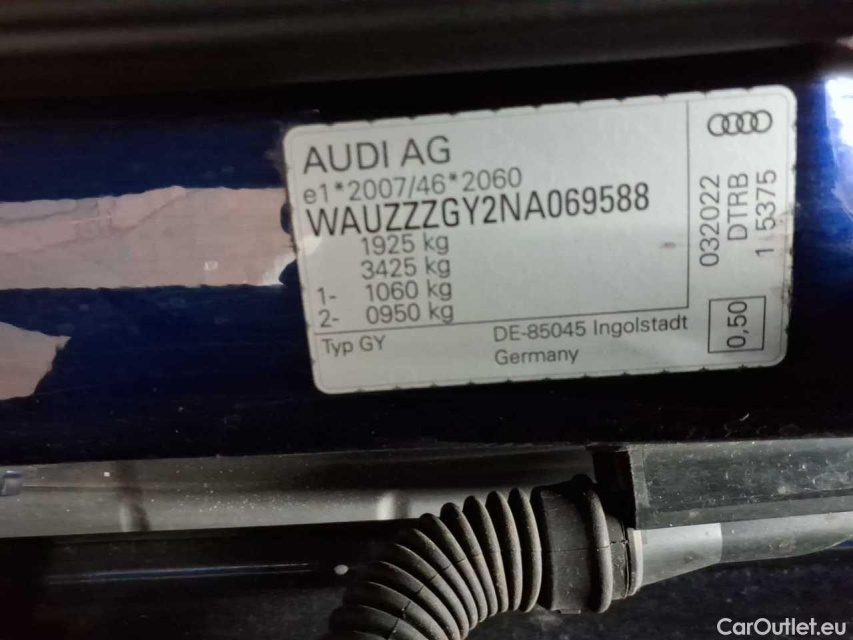 AUDI AG
e1*2007/46*2060
WAUZZZGY2NA069588
1925 kg
3425 kg
1- 1060 kg
2- 0950 kg
Typ GY
DE-85045 Ingolstadt
Germany
032022
DTRB
1 5375
0,50
CarOutlet.eu